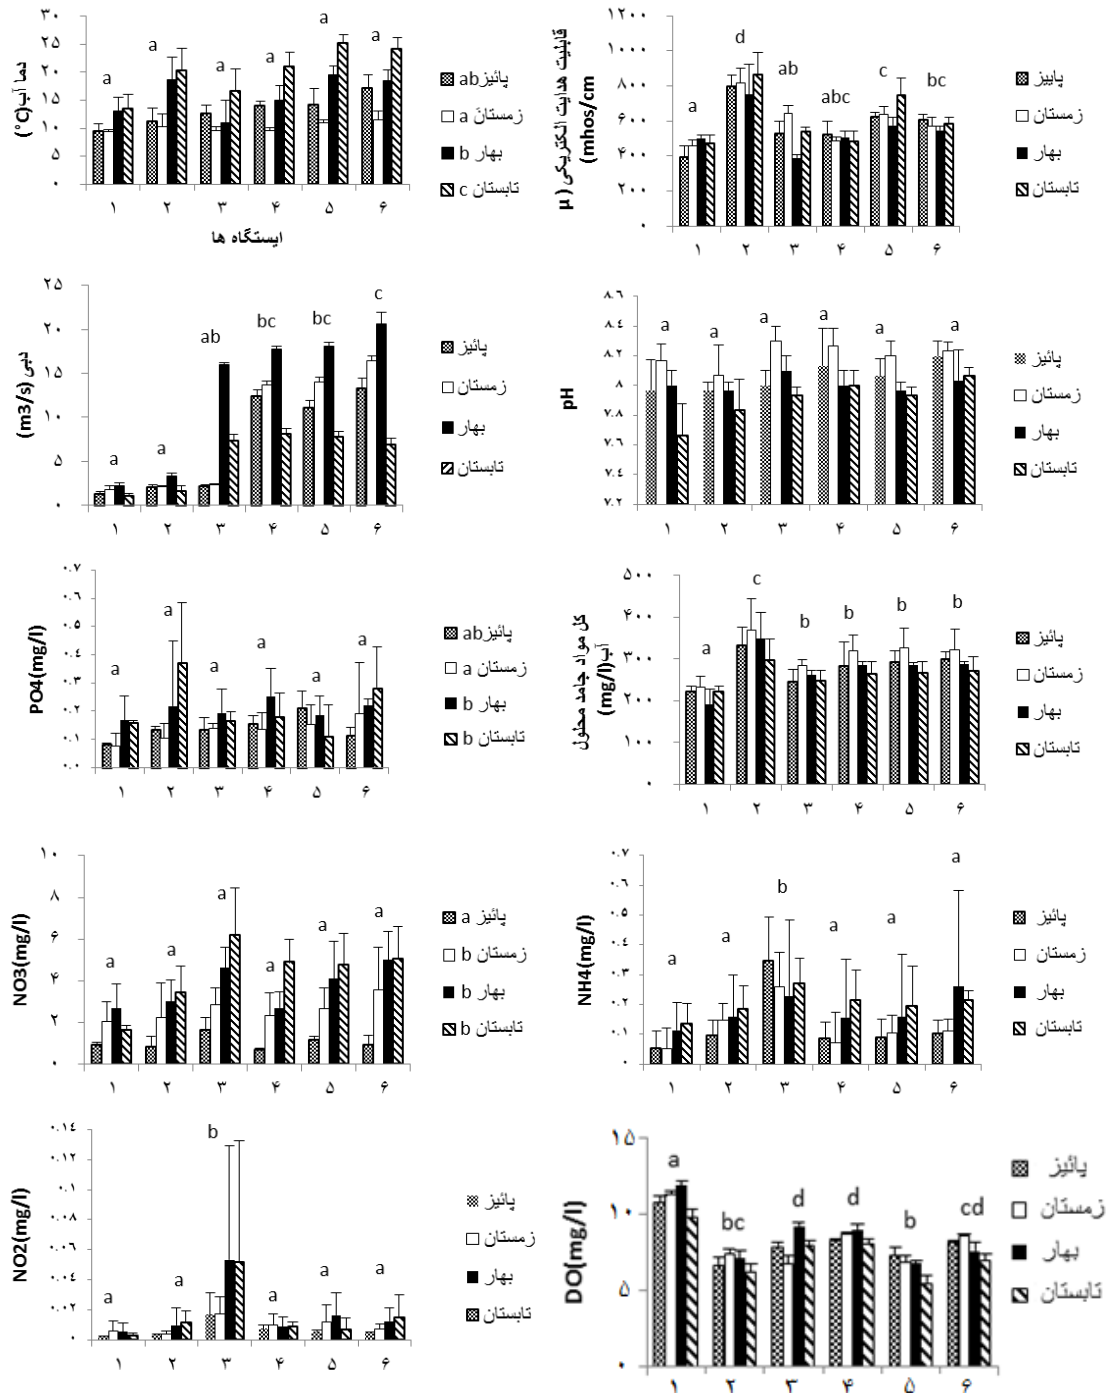 دما آب(°C)
۳۰
۲۵
۲۰
۱۵
۱۰
۵
۰
a a a a a a
۱ ۲ ۳ ۴ ۵ ۶
ایستگاه ها
پائیزab
زمستان a
بهار b
تابستان c
قابلیت هدایت الکتریکی (µ
mhos/cm)
۱۲۰۰
۱۰۰۰
۸۰۰
۶۰۰
۴۰۰
۲۰۰
۰
a d ab abc c bc
۱ ۲ ۳ ۴ ۵ ۶
پاییز
زمستان
بهار
تابستان
دبی (m3/s)
۲۵
۲۰
۱۵
۱۰
۵
۰
a a ab bc bc c
۱ ۲ ۳ ۴ ۵ ۶
پائیز
زمستان
بهار
تابستان
pH
۸.۶
۸.۴
۸.۲
۸
۷.۸
۷.۶
۷.۴
۷.۲
a a a a a a
۱ ۲ ۳ ۴ ۵ ۶
پائیز
زمستان
بهار
تابستان
PO4(mg/l)
۰.۷
۰.۶
۰.۵
۰.۴
۰.۳
۰.۲
۰.۱
۰.۰
a a a a a a
۱ ۲ ۳ ۴ ۵ ۶
پائیزab
زمستان a
بهار b
تابستان b
کل مواد جامد محلول
آب(mg/l)
۵۰۰
۴۰۰
۳۰۰
۲۰۰
۱۰۰
۰
a c b b b b
۱ ۲ ۳ ۴ ۵ ۶
پائیز
زمستان
بهار
تابستان
NO3(mg/l)
۱۰
۸
۶
۴
۲
۰
a a a a a a
۱ ۲ ۳ ۴ ۵ ۶
پائیز a
زمستان b
بهار b
تابستان b
NH4(mg/l)
۰.۷
۰.۶
۰.۵
۰.۴
۰.۳
۰.۲
۰.۱
۰
a a b a a a
۱ ۲ ۳ ۴ ۵ ۶
پائیز
زمستان
بهار
تابستان
NO2(mg/l)
۰.۱۴
۰.۱۲
۰.۱
۰.۰۸
۰.۰۶
۰.۰۴
۰.۰۲
۰
a a b a a a
۱ ۲ ۳ ۴ ۵ ۶
پائیز
زمستان
بهار
تابستان
DO(mg/l)
۱۵
۱۰
۵
۰
a bc d d b cd
۱ ۲ ۳ ۴ ۵ ۶
پائیز
زمستان
بهار
تابستان